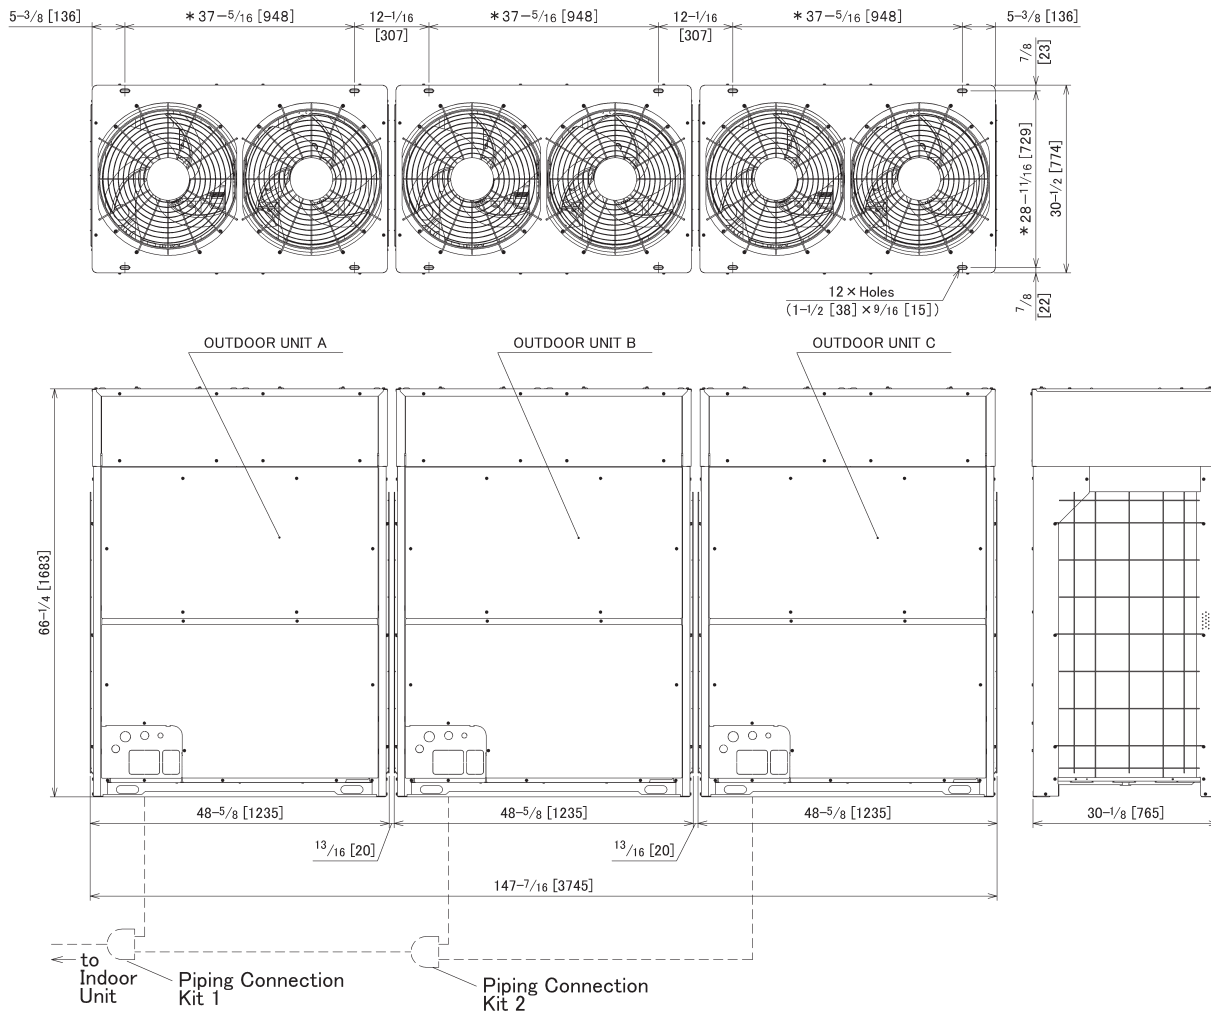 5-3/8 [136]
*37-5/16 [948]
12-1/16
[307]
*37-5/16 [948]
12-1/16
[307]
*37-5/16 [948]
5-3/8 [136]
7/8
[23]
*28-11/16 [729]
30-1/2 [774]
7/8
[22]
12×Holes
(1-1/2 [38] × 9/16 [15])
OUTDOOR UNIT A
OUTDOOR UNIT B
OUTDOOR UNIT C
66-1/4 [1683]
48-5/8 [1235]
48-5/8 [1235]
48-5/8 [1235]
30-1/8 [765]
13/16 [20]
13/16 [20]
147-7/16 [3745]
to
Indoor
Unit
Piping Connection
Kit 1
Piping Connection
Kit 2